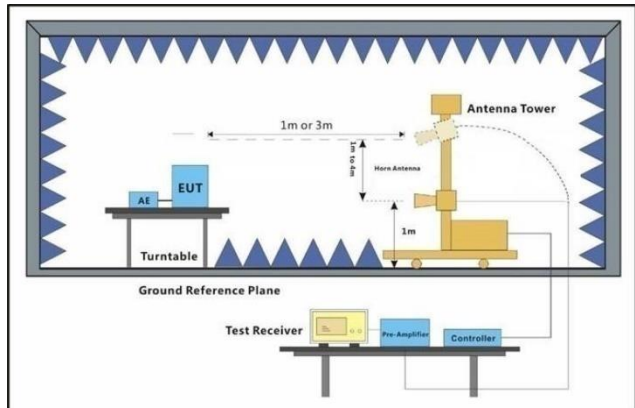 Antenna Tower
1m or 3m
1m to 4m
Horn Antenna
EUT
AE
1m
Turntable
Ground Reference Plane
Test Receiver
Pre-Amplifier
Controller